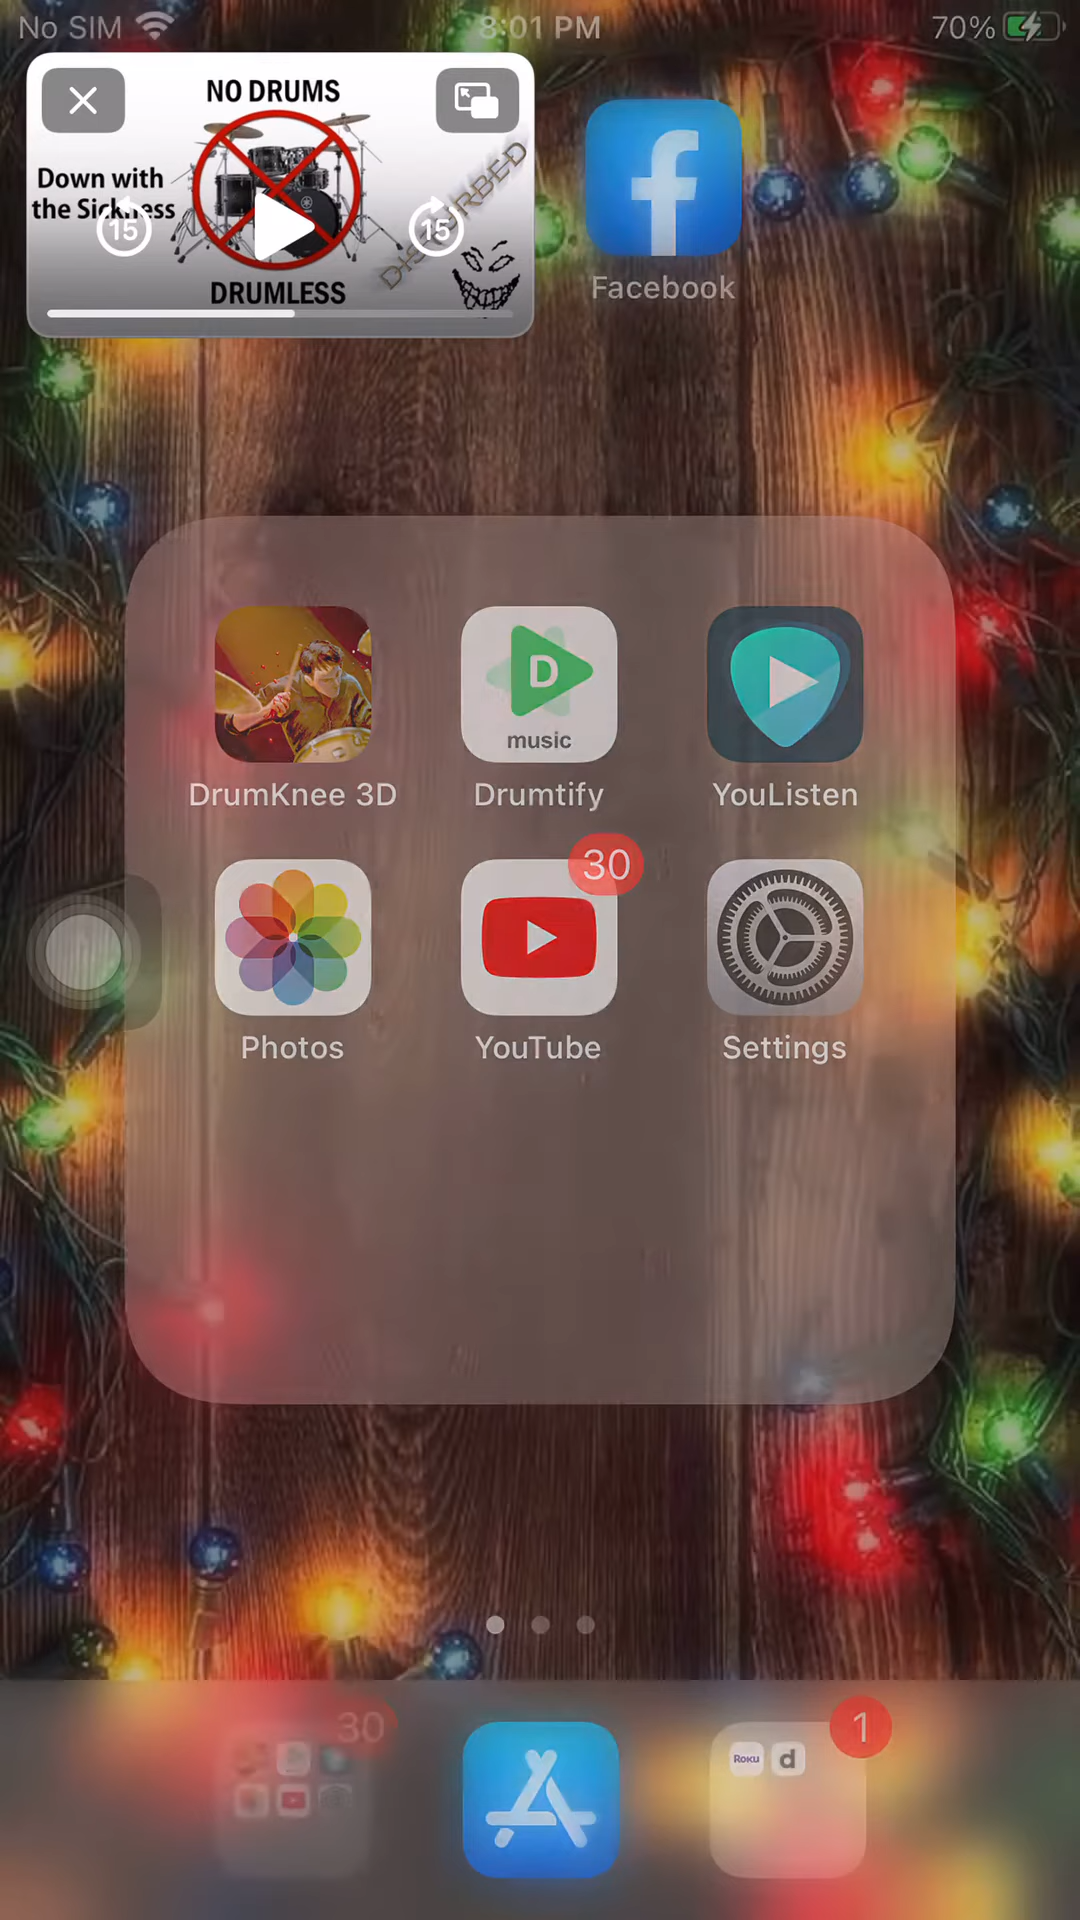 No SIM 8:01 PM 70%
NO DRUMS
Down with
the Sickness
15
15
DISTURBED
DRUMLESS
Facebook
D
music
DrumKnee 3D Drumtify YouListen
30
Photos YouTube Settings
30
1
Roku d